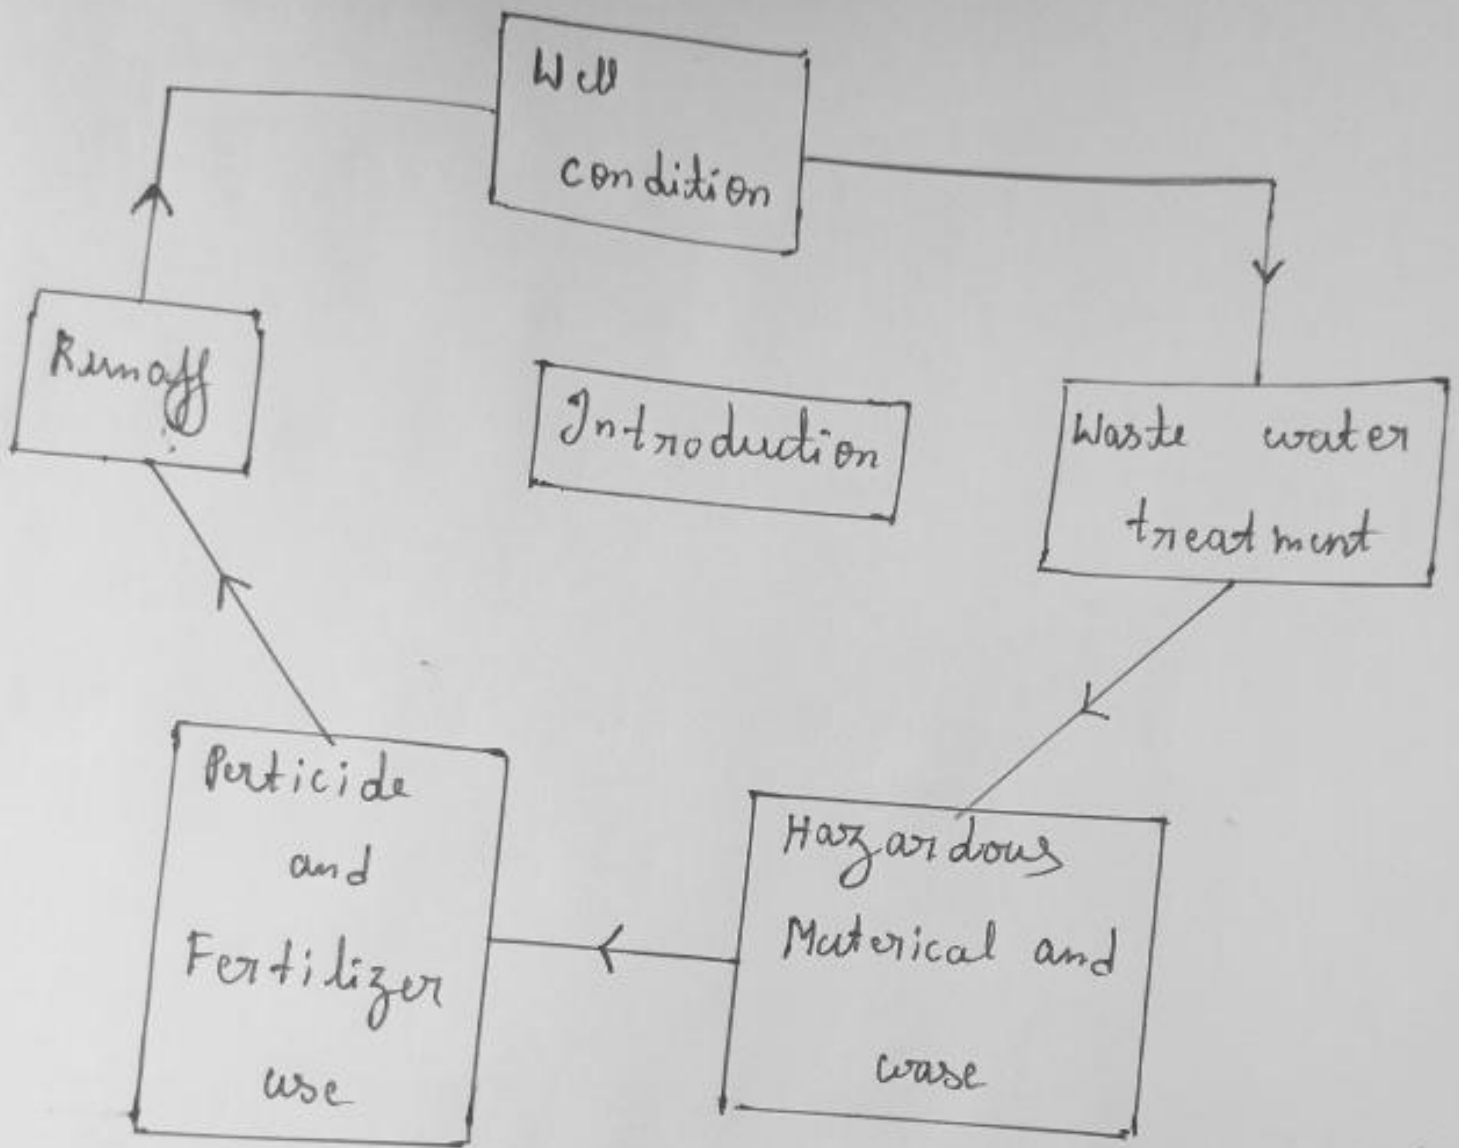 Well
condition
Runoff
Introduction
Waste water
treatment
Perticide
and
Fertilizer
use
Hazardous
Materical and
wase